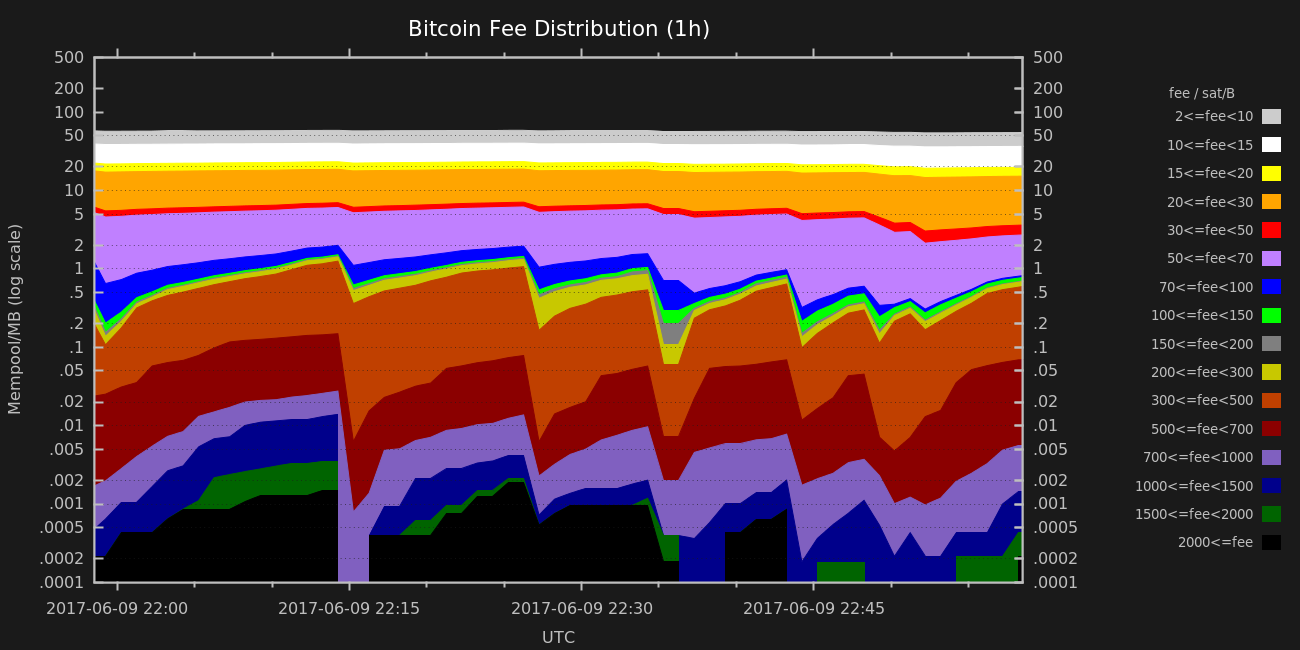 Bitcoin Fee Distribution (1h)
500
200
100
50
20
10
5
2
1
.5
.2
.1
.05
.02
.01
.005
.002
.001
.0005
.0002
.0001
Mempool/MB (log scale)
500
200
100
50
20
10
5
2
1
.5
.2
.1
.05
.02
.01
.005
.002
.001
.0005
.0002
.0001
2017-06-09 22:00 2017-06-09 22:15 2017-06-09 22:30 2017-06-09 22:45
UTC
fee / sat/B
2<=fee<10
10<=fee<15
15<=fee<20
20<=fee<30
30<=fee<50
50<=fee<70
70<=fee<100
100<=fee<150
150<=fee<200
200<=fee<300
300<=fee<500
500<=fee<700
700<=fee<1000
1000<=fee<1500
1500<=fee<2000
2000<=fee